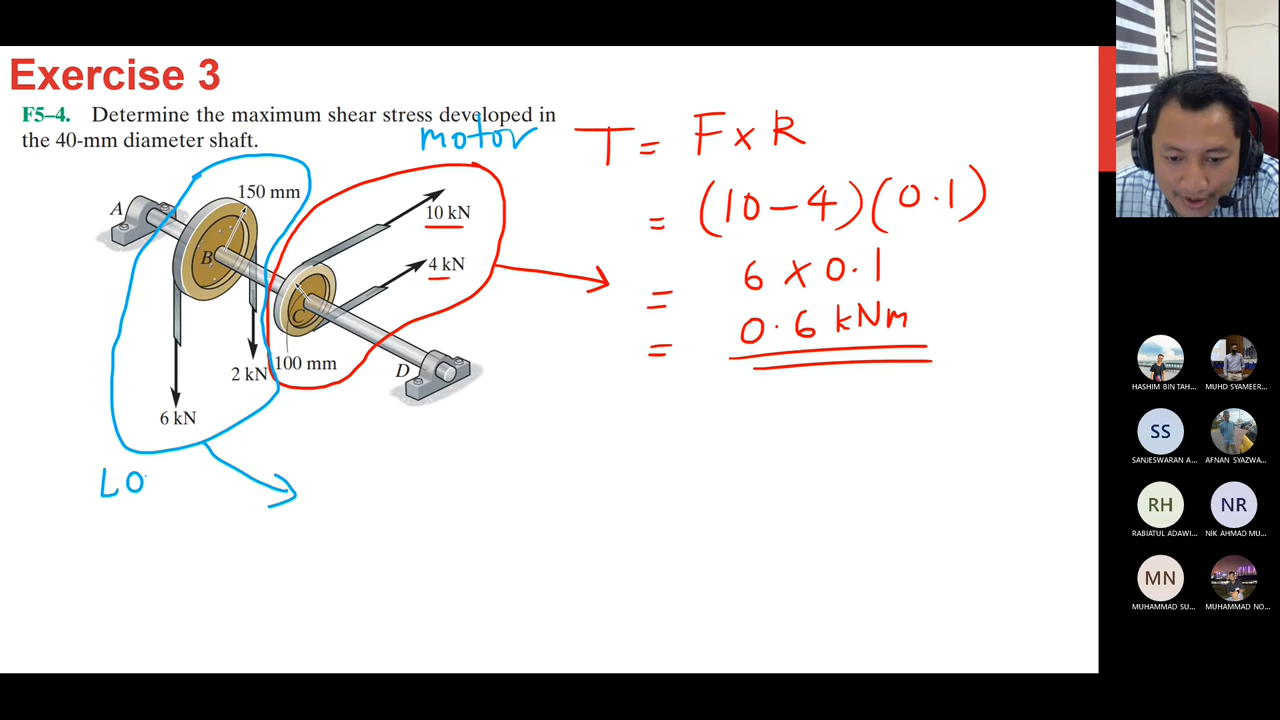 Exercise 3
F5–4. Determine the maximum shear stress developed in
the 40-mm diameter shaft.
motor
T = F x R
= (10 - 4)(0.1)
= 6 x 0.1
= 0.6 kNm
150 mm
A
B
10 kN
4 kN
C
100 mm
D
2 kN
6 kN
LO
HASHIM BIN TAH...
MUHD SYAMEER...
SS
SANJESWARAN A...
AFNAN SYAZWA...
RH
RABIATUL ADAWI...
NR
NIK AHMAD MU...
MN
MUHAMMAD SU...
MUHAMMAD NO...